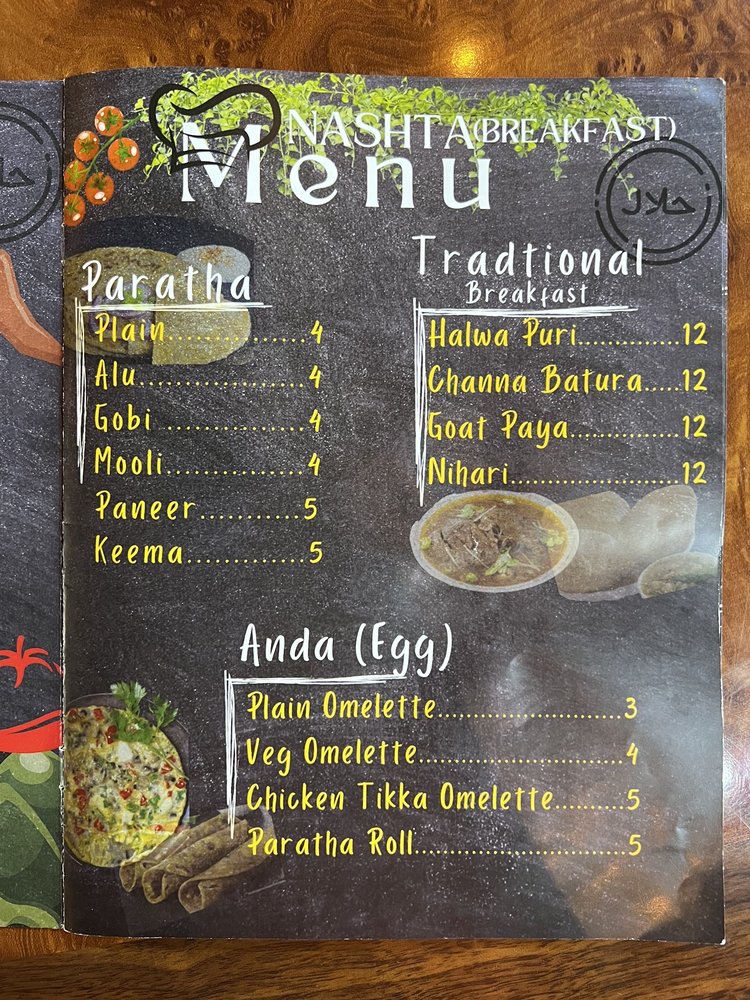 NASHTA(BREAKFAST)
Menu
حلال
Paratha
Plain...............4
Alu..................4
Gobi ................4
Mooli...............4
Paneer...........5
Keema.............5
Tradtional
Breakfast
Halwa Puri.............12
Channa Batura.....12
Goat Paya..............12
Nihari......................12
Anda (Egg)
Plain Omelette........................3
Veg Omelette..............................4
Chicken Tikka Omelette.........5
Paratha Roll............................5